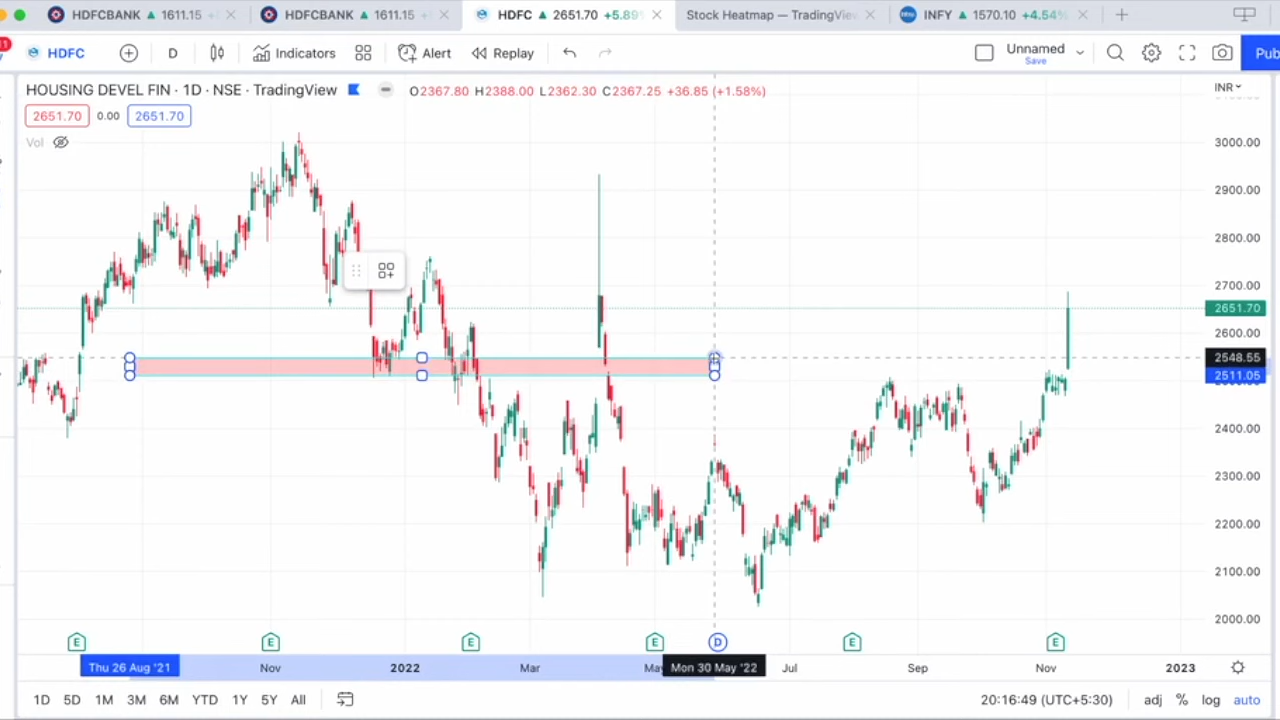 HDFCBANK ▲ 1611.15
HDFCBANK ▲ 1611.15 +
HDFC ▲ 2651.70 +5.89
Stock Heatmap — TradingView
INFY ▲ 1570.10 +4.54%
11
HDFC
D
Indicators
Alert
Replay
Unnamed
Save
Pub
HOUSING DEVEL FIN · 1D · NSE · TradingView
O2367.80 H2388.00 L2362.30 C2367.25 +36.85 (+1.58%)
INR
2651.70 0.00 2651.70
Vol
3000.00
2900.00
2800.00
2700.00
2651.70
2600.00
2548.55
2511.05
2400.00
2300.00
2200.00
2100.00
2000.00
E E E E D E E
Thu 26 Aug '21 Nov 2022 Mar May Mon 30 May '22 Jul Sep Nov 2023
1D 5D 1M 3M 6M YTD 1Y 5Y All
20:16:49 (UTC+5:30) adj % log auto